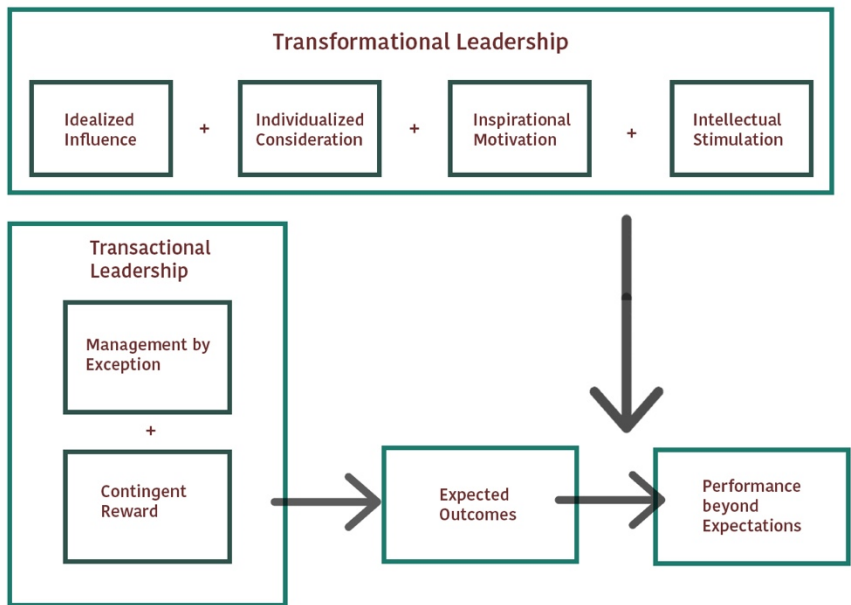 Transformational Leadership
Idealized
Influence
+
Individualized
Consideration
+
Inspirational
Motivation
+
Intellectual
Stimulation
Transactional
Leadership
Management by
Exception
+
Contingent
Reward
Expected
Outcomes
Performance
beyond
Expectations